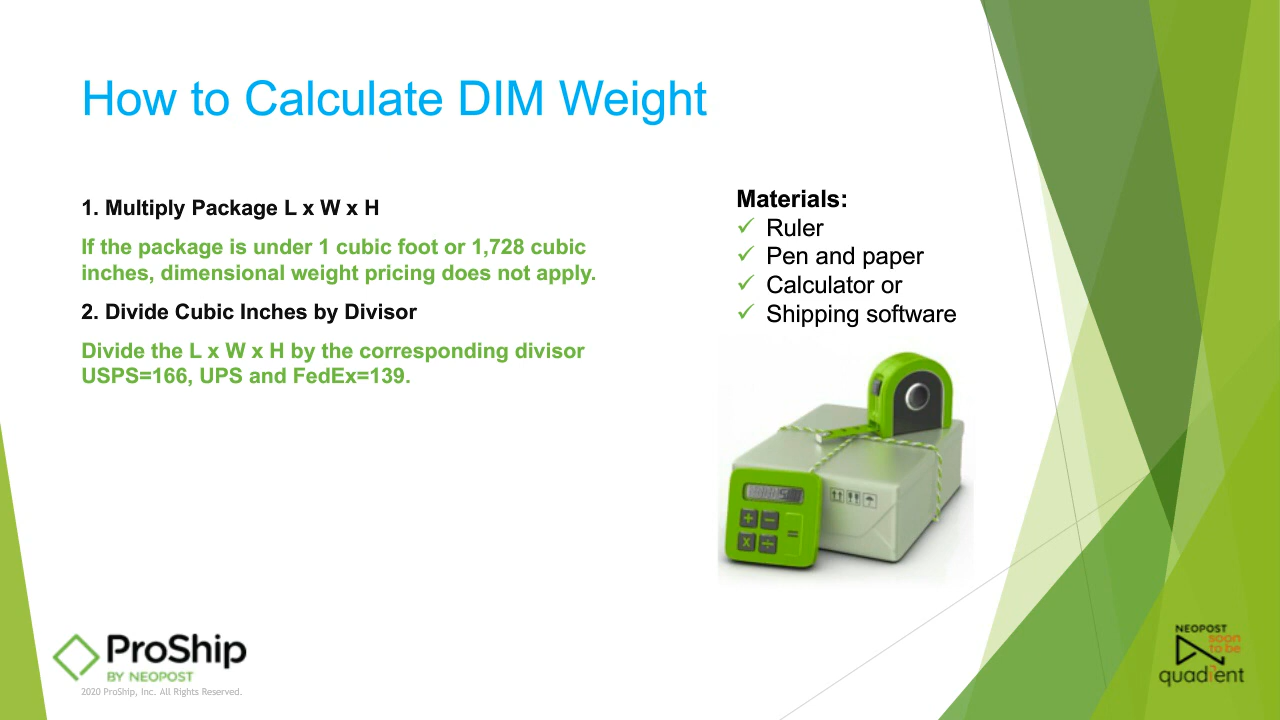 How to Calculate DIM Weight
1. Multiply Package L x W x H
If the package is under 1 cubic foot or 1,728 cubic
inches, dimensional weight pricing does not apply.
2. Divide Cubic Inches by Divisor
Divide the L x W x H by the corresponding divisor
USPS=166, UPS and FedEx=139.
Materials:
✓ Ruler
✓ Pen and paper
✓ Calculator or
✓ Shipping software
+ −
x ÷ =
ProShip
BY NEOPOST
2020 ProShip, Inc. All Rights Reserved.
NEOPOST
soon
to be
quadient